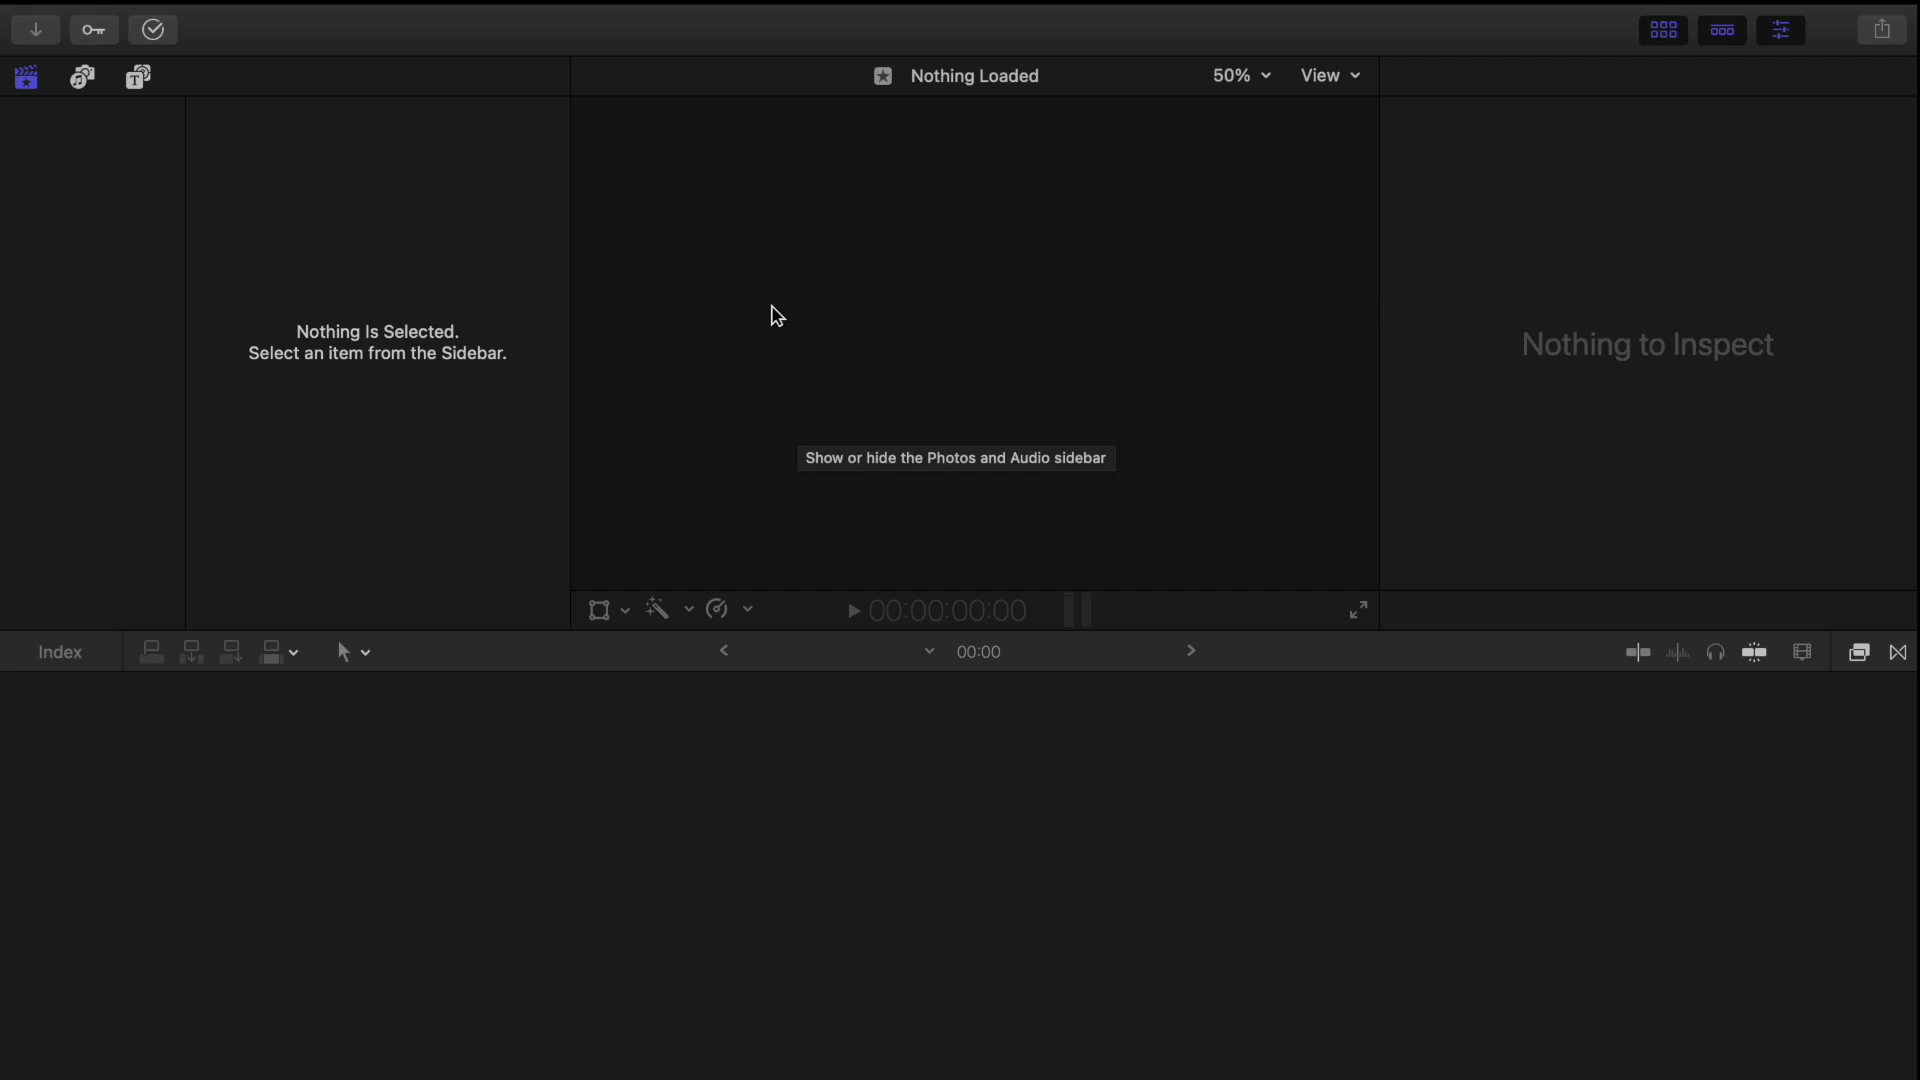 Nothing Loaded
50%
View
Nothing Is Selected.
Select an item from the Sidebar.
Nothing to Inspect
Show or hide the Photos and Audio sidebar
00:00:00:00
Index
00:00